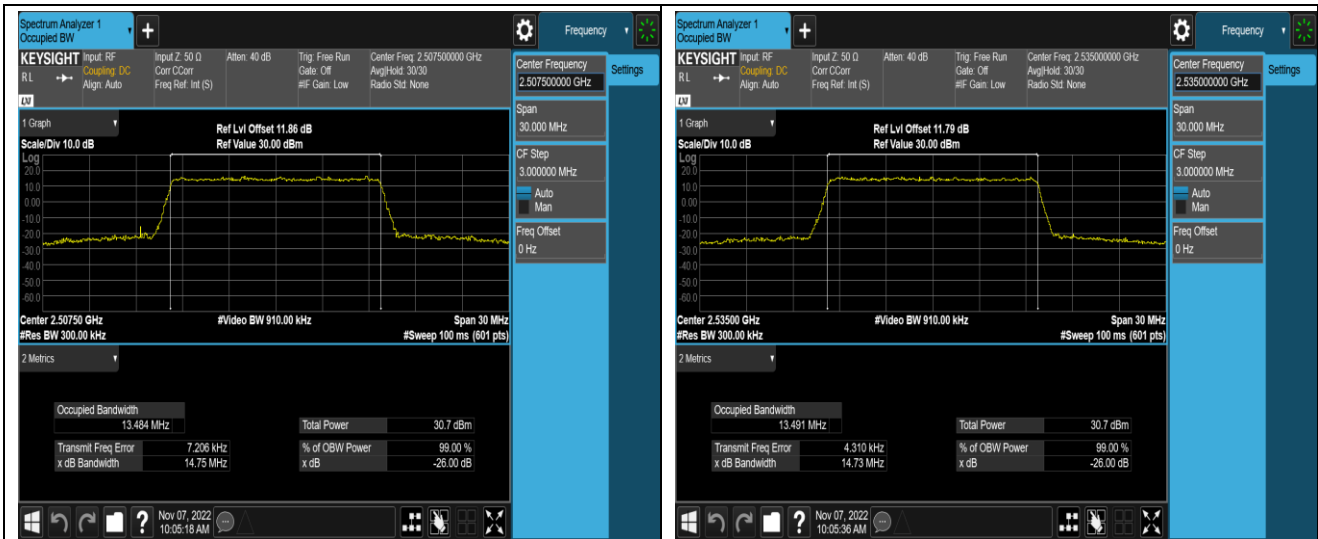 Spectrum Analyzer 1
Occupied BW
+
Frequency
KEYSIGHT
Input: RF
Coupling: DC
Align: Auto
Input Z: 50 Ω
Corr CCorr
Freq Ref: Int (S)
Atten: 40 dB
Trig: Free Run
Gate: Off
#IF Gain: Low
Center Freq: 2.507500000 GHz
Avg|Hold: 30/30
Radio Std: None
RL
LXI
Center Frequency
2.507500000 GHz
Settings
Span
30.000 MHz
CF Step
3.000000 MHz
Auto
Man
Freq Offset
0 Hz
1 Graph
Ref Lvl Offset 11.86 dB
Scale/Div 10.0 dB
Ref Value 30.00 dBm
Log
20.0
10.0
0.00
-10.0
-20.0
-30.0
-40.0
-50.0
-60.0
Center 2.50750 GHz
#Video BW 910.00 kHz
Span 30 MHz
#Res BW 300.00 kHz
#Sweep 100 ms (601 pts)
2 Metrics
Occupied Bandwidth
13.484 MHz
Total Power 30.7 dBm
Transmit Freq Error 7.206 kHz
% of OBW Power 99.00 %
x dB Bandwidth 14.75 MHz
x dB -26.00 dB
?
Nov 07, 2022
10:05:18 AM
Spectrum Analyzer 1
Occupied BW
+
Frequency
KEYSIGHT
Input: RF
Coupling: DC
Align: Auto
Input Z: 50 Ω
Corr CCorr
Freq Ref: Int (S)
Atten: 40 dB
Trig: Free Run
Gate: Off
#IF Gain: Low
Center Freq: 2.535000000 GHz
Avg|Hold: 30/30
Radio Std: None
RL
LXI
Center Frequency
2.535000000 GHz
Settings
Span
30.000 MHz
CF Step
3.000000 MHz
Auto
Man
Freq Offset
0 Hz
1 Graph
Ref Lvl Offset 11.79 dB
Scale/Div 10.0 dB
Ref Value 30.00 dBm
Log
20.0
10.0
0.00
-10.0
-20.0
-30.0
-40.0
-50.0
-60.0
Center 2.53500 GHz
#Video BW 910.00 kHz
Span 30 MHz
#Res BW 300.00 kHz
#Sweep 100 ms (601 pts)
2 Metrics
Occupied Bandwidth
13.491 MHz
Total Power 30.7 dBm
Transmit Freq Error 4.310 kHz
% of OBW Power 99.00 %
x dB Bandwidth 14.73 MHz
x dB -26.00 dB
?
Nov 07, 2022
10:05:36 AM